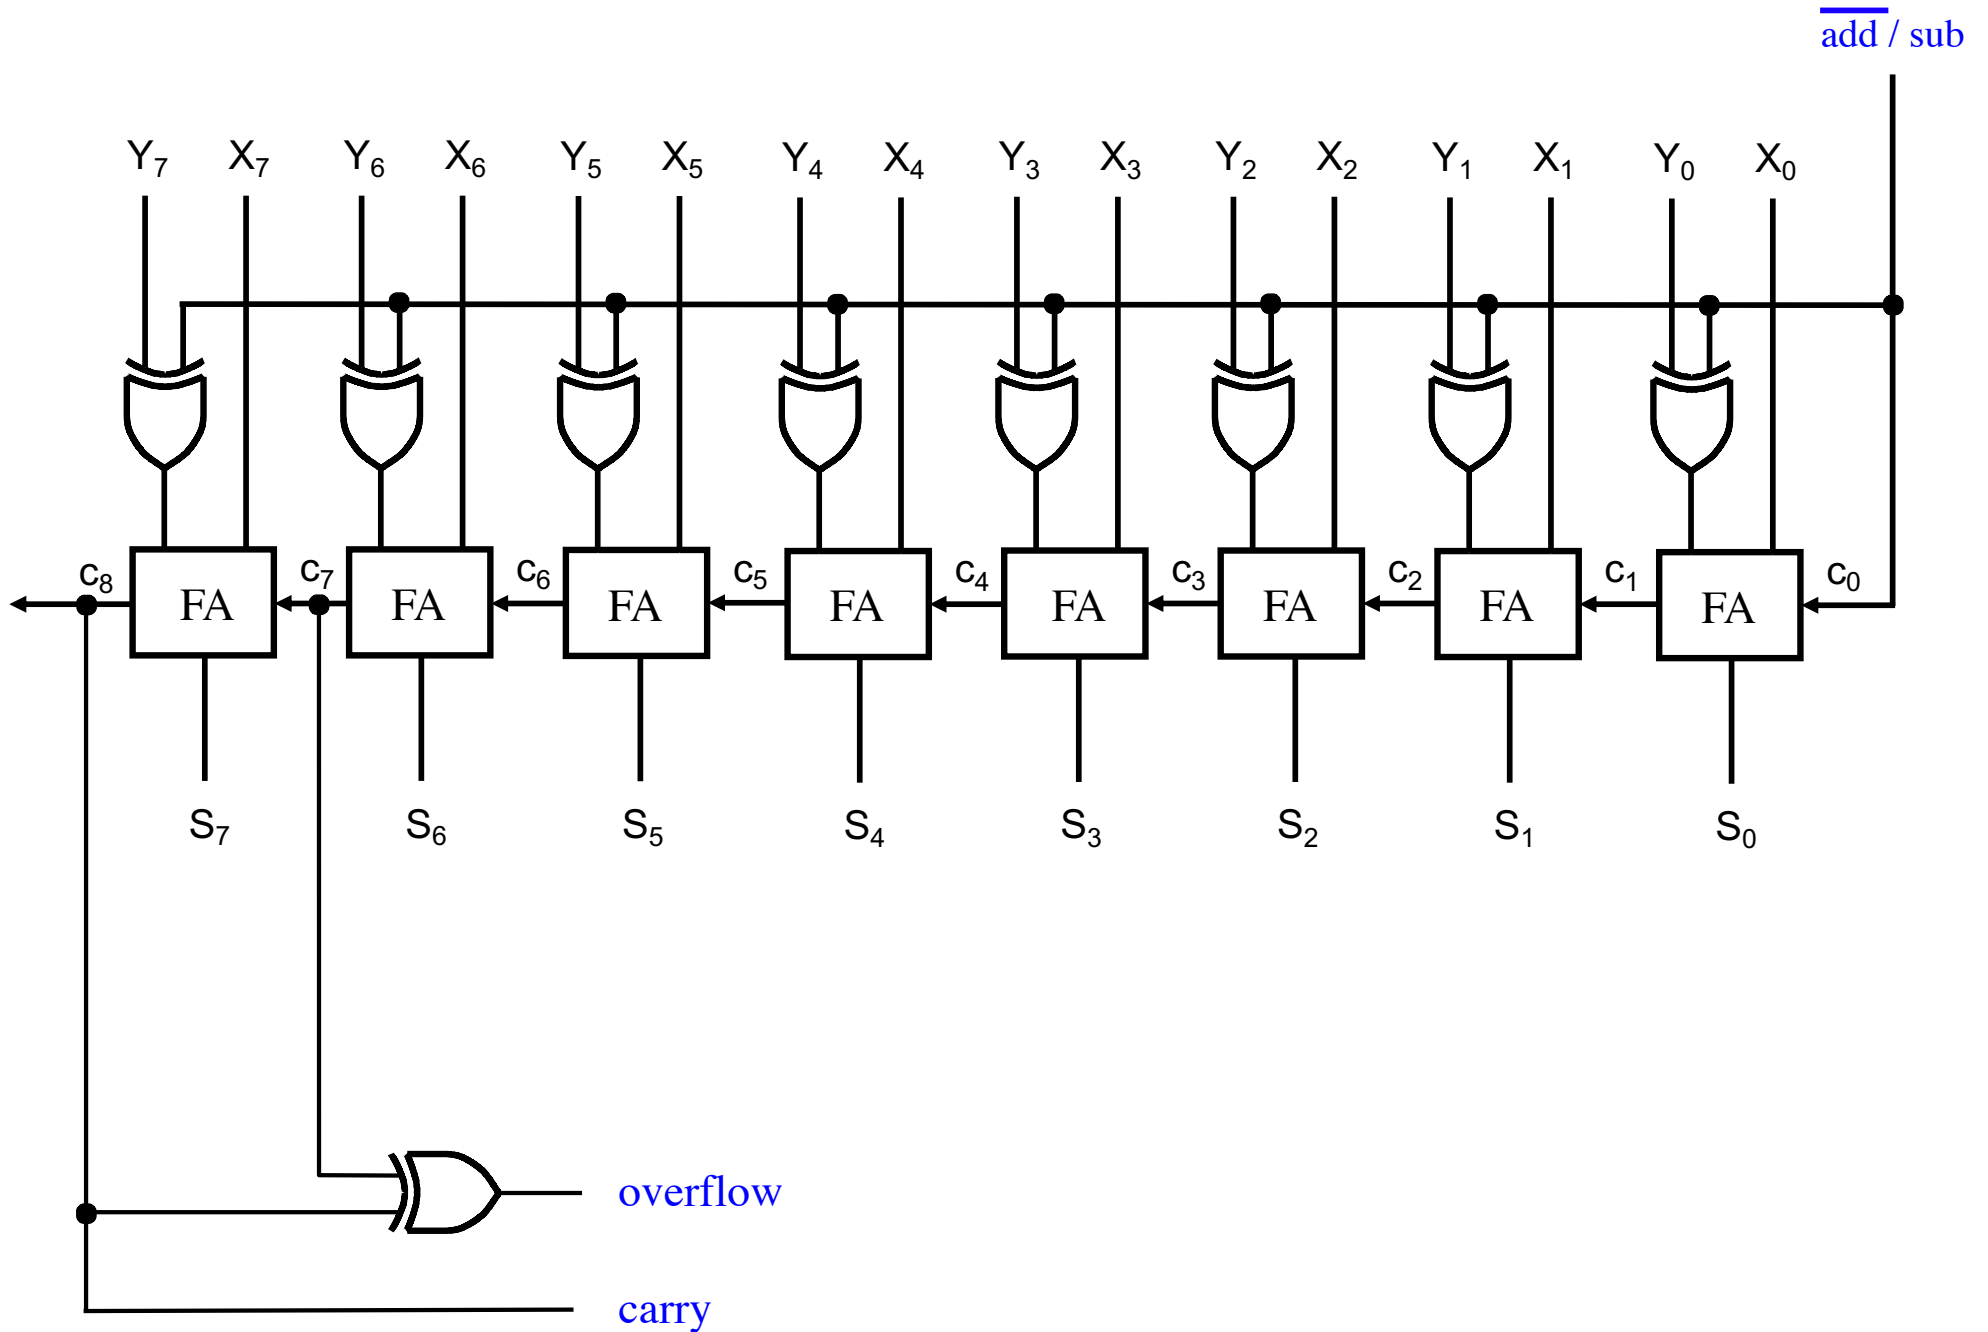 add / sub
Y7 X7 Y6 X6 Y5 X5 Y4 X4 Y3 X3 Y2 X2 Y1 X1 Y0 X0
c8 FA c7 FA c6 FA c5 FA c4 FA c3 FA c2 FA c1 FA c0
S7 S6 S5 S4 S3 S2 S1 S0
overflow
carry